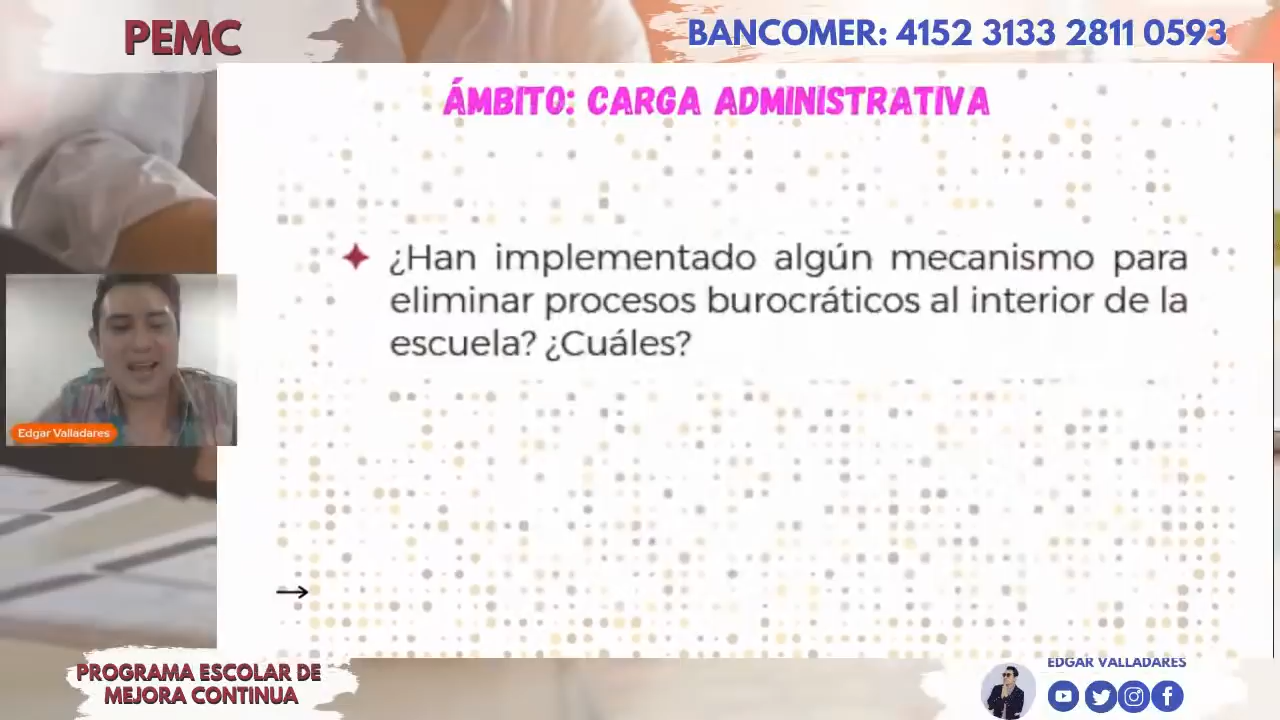 PEMC
BANCOMER: 4152 3133 2811 0593
ÁMBITO: CARGA ADMINISTRATIVA
¿Han implementado algún mecanismo para
eliminar procesos burocráticos al interior de la
escuela? ¿Cuáles?
Edgar Valladares
PROGRAMA ESCOLAR DE
MEJORA CONTINUA
EDGAR VALLADARES